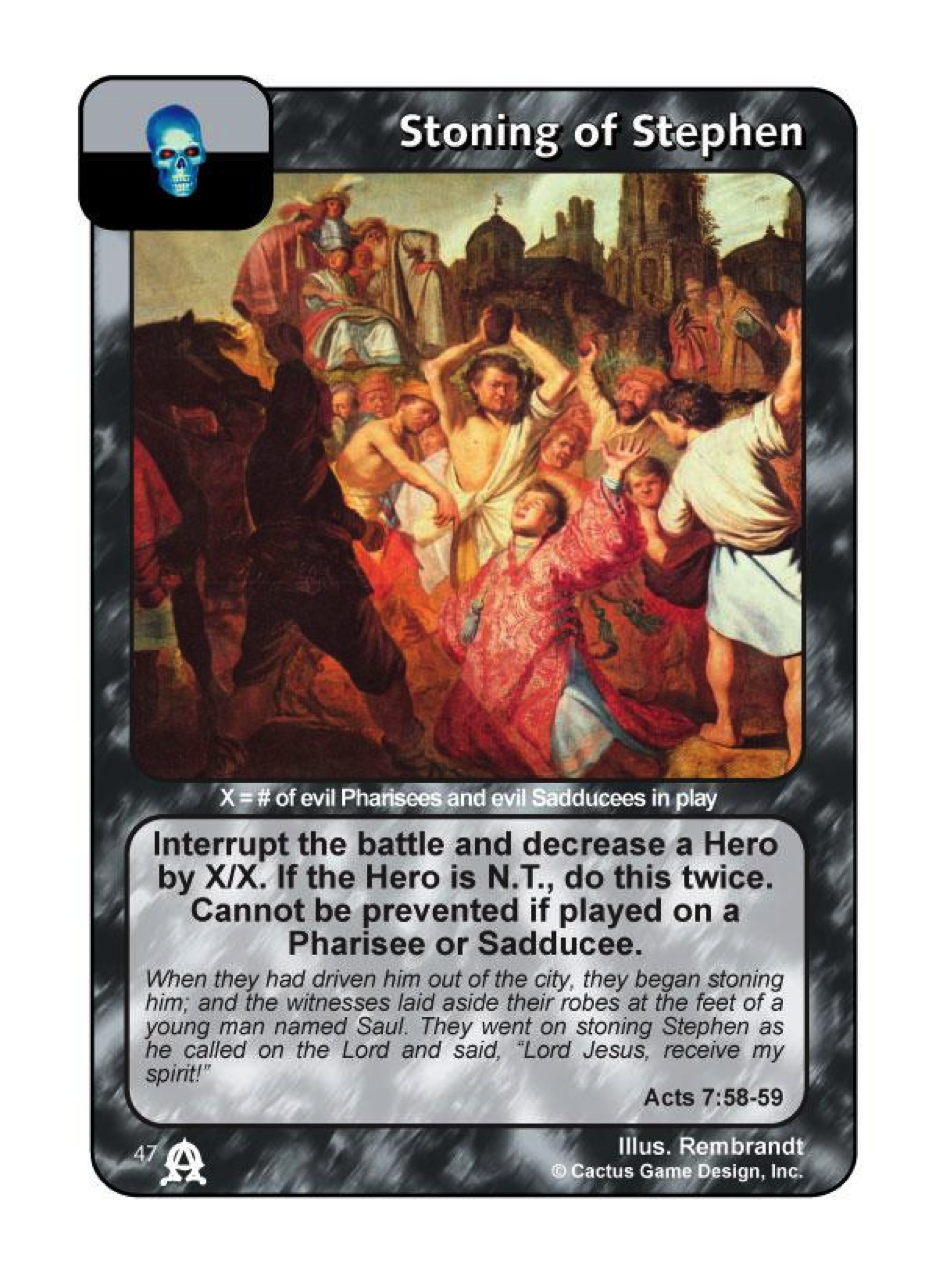 Stoning of Stephen
X = # of evil Pharisees and evil Sadducees in play
Interrupt the battle and decrease a Hero
by X/X. If the Hero is N.T., do this twice.
Cannot be prevented if played on a
Pharisee or Sadducee.
When they had driven him out of the city, they began stoning
him; and the witnesses laid aside their robes at the feet of a
young man named Saul. They went on stoning Stephen as
he called on the Lord and said, “Lord Jesus, receive my
spirit!”
Acts 7:58-59
47
Illus. Rembrandt
© Cactus Game Design, Inc.